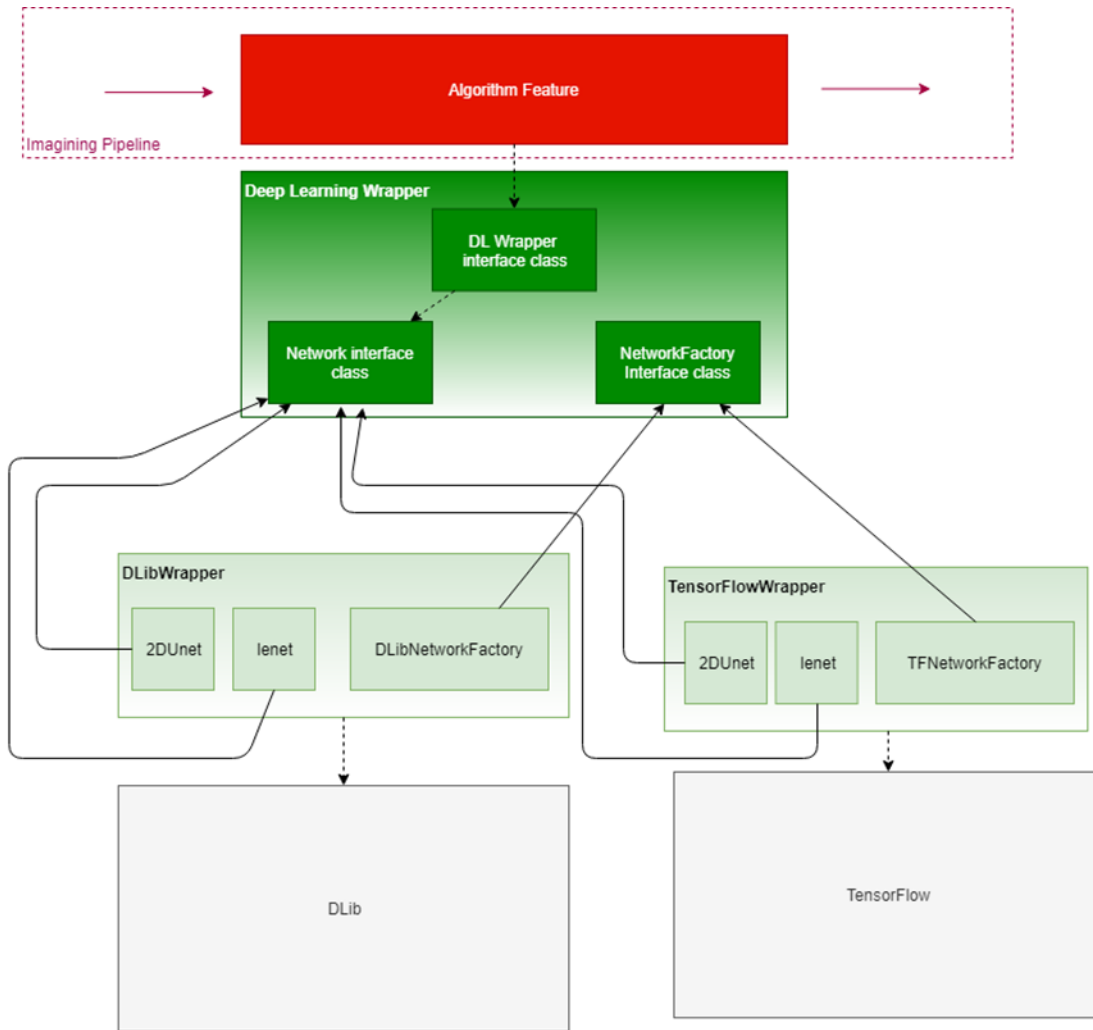 Algorithm Feature
Imagining Pipeline
Deep Learning Wrapper
DL Wrapper
interface class
Network interface
class
NetworkFactory
Interface class
DLibWrapper
2DUnet
lenet
DLibNetworkFactory
TensorFlowWrapper
2DUnet
lenet
TFNetworkFactory
DLib
TensorFlow